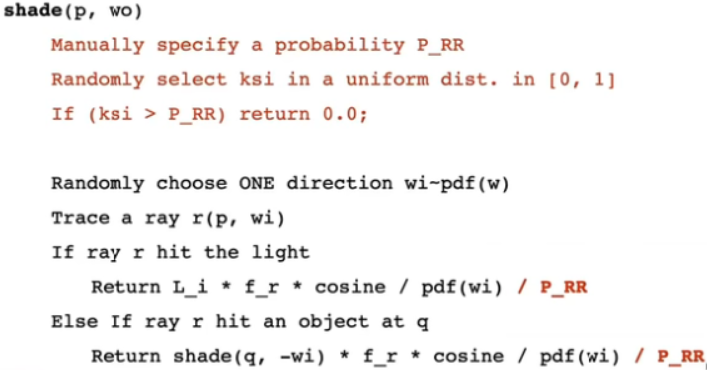 shade(p, wo)
Manually specify a probability P_RR
Randomly select ksi in a uniform dist. in [0, 1]
If (ksi > P_RR) return 0.0;
Randomly choose ONE direction wi~pdf(w)
Trace a ray r(p, wi)
If ray r hit the light
Return L_i * f_r * cosine / pdf(wi) / P_RR
Else If ray r hit an object at q
Return shade(q, -wi) * f_r * cosine / pdf(wi) / P_RR